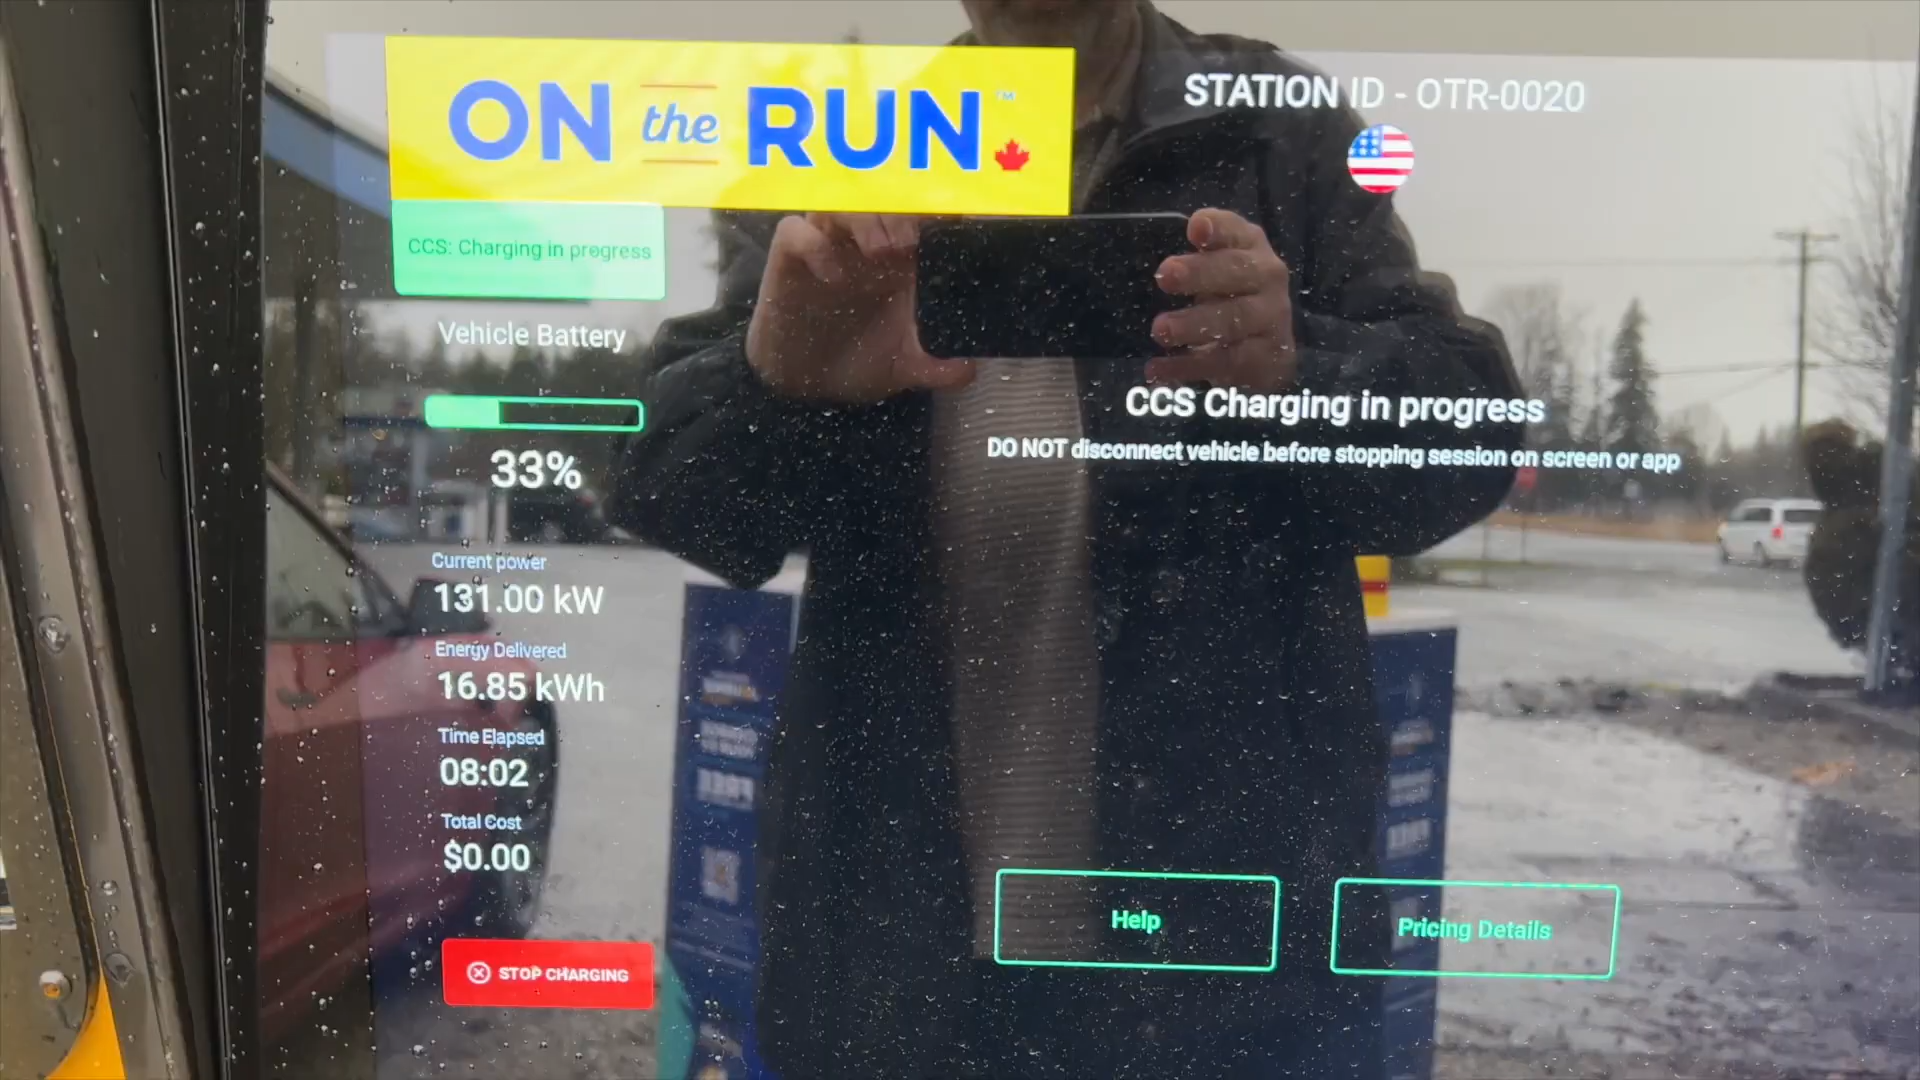 ON the RUN™
STATION ID - OTR-0020
CCS: Charging in progress
Vehicle Battery
33%
Current power
131.00 kW
Energy Delivered
16.85 kWh
Time Elapsed
08:02
Total Cost
$0.00
STOP CHARGING
CCS Charging in progress
DO NOT disconnect vehicle before stopping session on screen or app
Help
Pricing Details